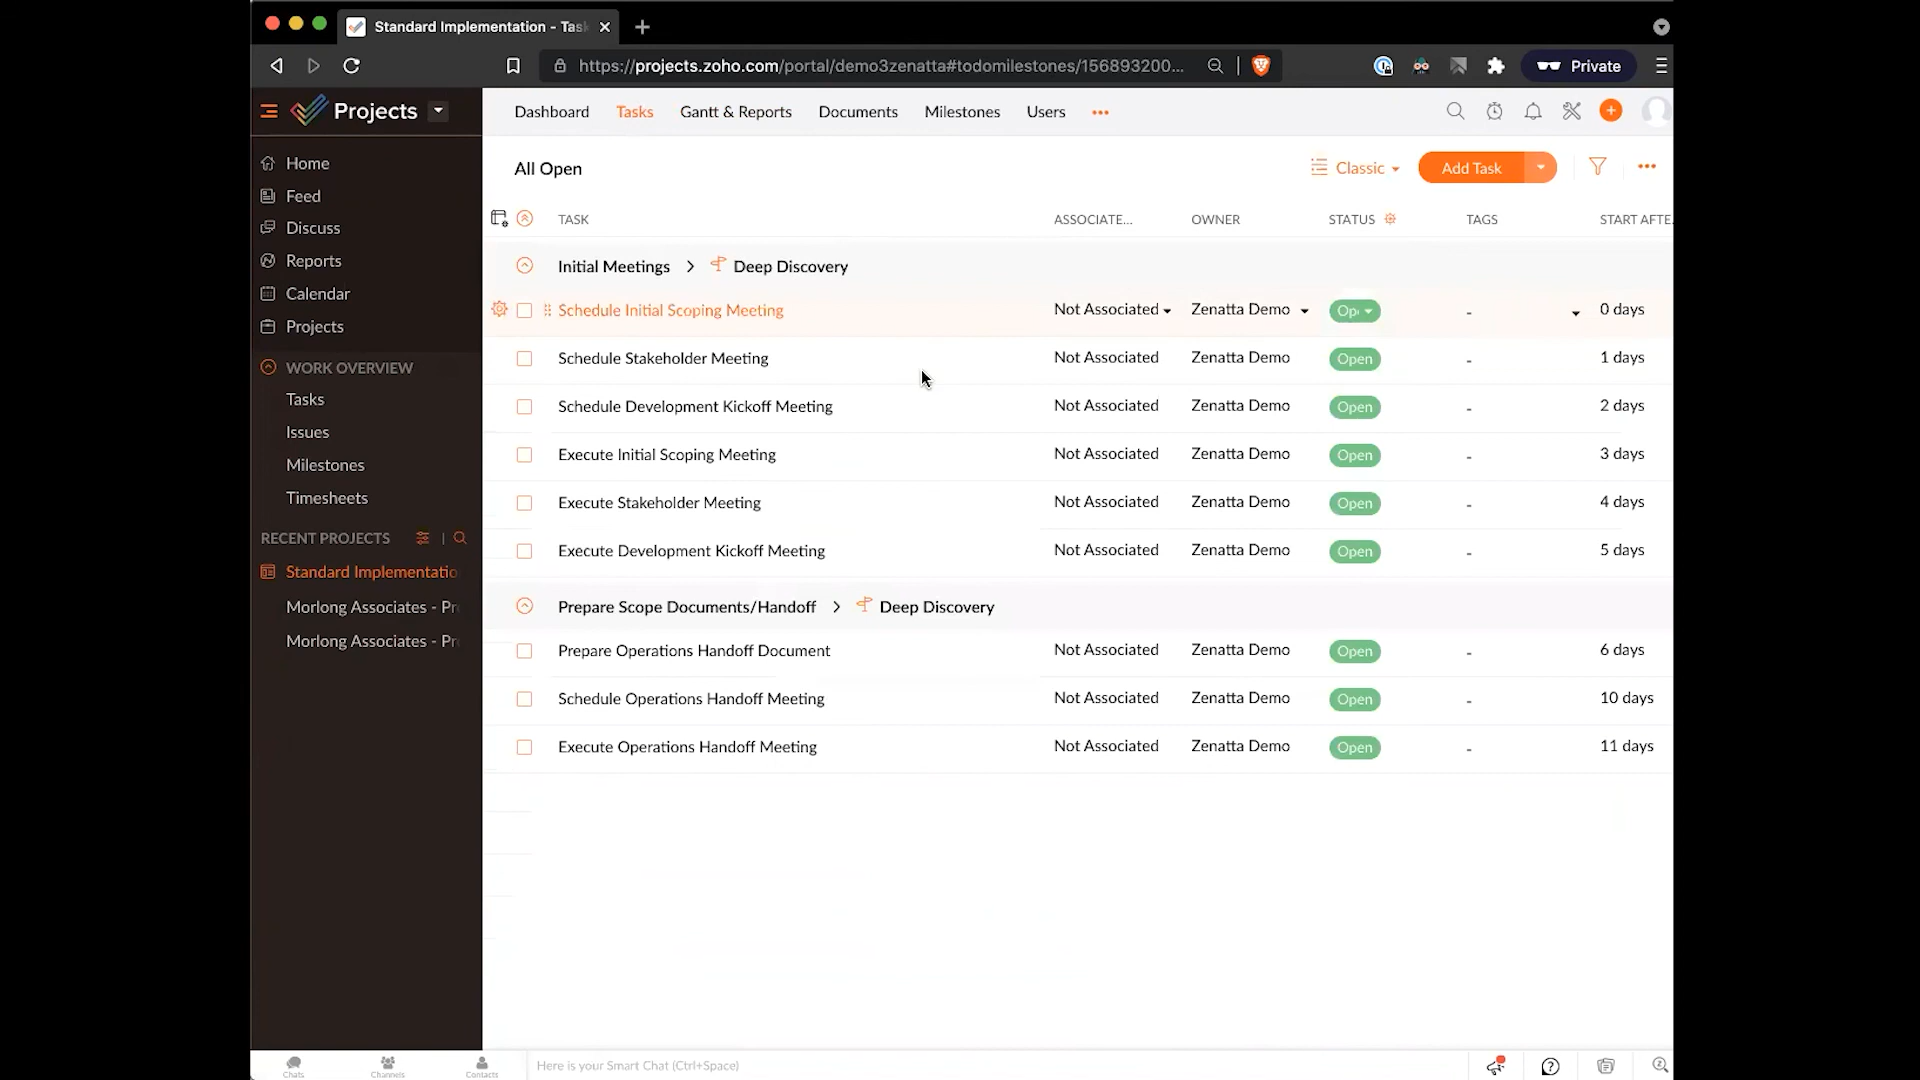 Standard Implementation - Tas
https://projects.zoho.com/portal/demo3zenatta#todomilestones/156893200...
Private
Projects
Dashboard Tasks Gantt & Reports Documents Milestones Users
Home
Feed
Discuss
Reports
Calendar
Projects
WORK OVERVIEW
Tasks
Issues
Milestones
Timesheets
RECENT PROJECTS
Standard Implementatio
Morlong Associates - Pr
Morlong Associates - Pr
All Open
Classic
Add Task
TASK ASSOCIATE... OWNER STATUS TAGS START AFTE
Initial Meetings > Deep Discovery
Schedule Initial Scoping Meeting Not Associated Zenatta Demo Op - 0 days
Schedule Stakeholder Meeting Not Associated Zenatta Demo Open - 1 days
Schedule Development Kickoff Meeting Not Associated Zenatta Demo Open - 2 days
Execute Initial Scoping Meeting Not Associated Zenatta Demo Open - 3 days
Execute Stakeholder Meeting Not Associated Zenatta Demo Open - 4 days
Execute Development Kickoff Meeting Not Associated Zenatta Demo Open - 5 days
Prepare Scope Documents/Handoff > Deep Discovery
Prepare Operations Handoff Document Not Associated Zenatta Demo Open - 6 days
Schedule Operations Handoff Meeting Not Associated Zenatta Demo Open - 10 days
Execute Operations Handoff Meeting Not Associated Zenatta Demo Open - 11 days
Chats Channels Contacts
Here is your Smart Chat (Ctrl+Space)